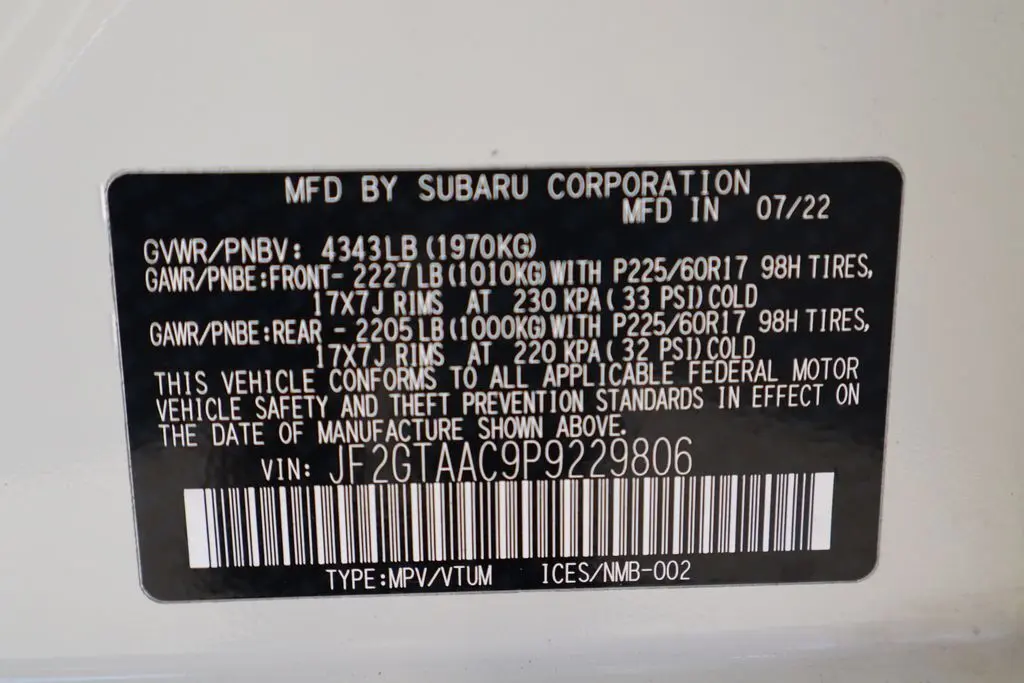 MFD BY SUBARU CORPORATION
MFD IN 07/22
GVWR/PNBV: 4343LB(1970KG)
GAWR/PNBE:FRONT- 2227LB(1010KG)WITH P225/60R17 98H TIRES,
17X7J RIMS AT 230 KPA(33 PSI)COLD
GAWR/PNBE:REAR - 2205LB(1000KG)WITH P225/60R17 98H TIRES,
17X7J RIMS AT 220 KPA(32 PSI)COLD
THIS VEHICLE CONFORMS TO ALL APPLICABLE FEDERAL MOTOR
VEHICLE SAFETY AND THEFT PREVENTION STANDARDS IN EFFECT ON
THE DATE OF MANUFACTURE SHOWN ABOVE.
VIN: JF2GTAAC9P9229806
TYPE:MPV/VTUM ICES/NMB-002